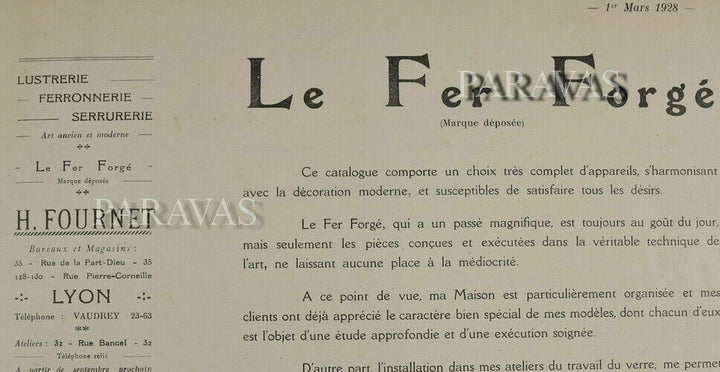 — 1er Mars 1928 —
LUSTRERIE
FERRONNERIE
SERRURERIE
Art ancien et moderne
Le Fer Forgé
Marque déposée
H. FOURNET
Bureaux et Magasins :
35 - Rue de la Part-Dieu - 35
128-130 - Rue Pierre-Corneille
-:- LYON -:-
Téléphone : VAUDREY 23-63
Ateliers : 32 - Rue Bancel - 32
Téléphone relié
A partir de septembre prochain
Le Fer Forgé
PARAVAS
(Marque déposée)
Ce catalogue comporte un choix très complet d'appareils, s'harmonisant
avec la décoration moderne, et susceptibles de satisfaire tous les désirs.
PARAVAS
Le Fer Forgé, qui a un passé magnifique, est toujours au goût du jour,
mais seulement les pièces conçues et exécutées dans la véritable technique de
l'art, ne laissant aucune place à la médiocrité.
A ce point de vue, ma Maison est particulièrement organisée et mes
clients ont déjà apprécié le caractère bien spécial de mes modèles, dont chacun d'eux
est l'objet d'une étude approfondie et d'une exécution soignée.
D'autre part, l'installation dans mes ateliers du travail du verre, me permet